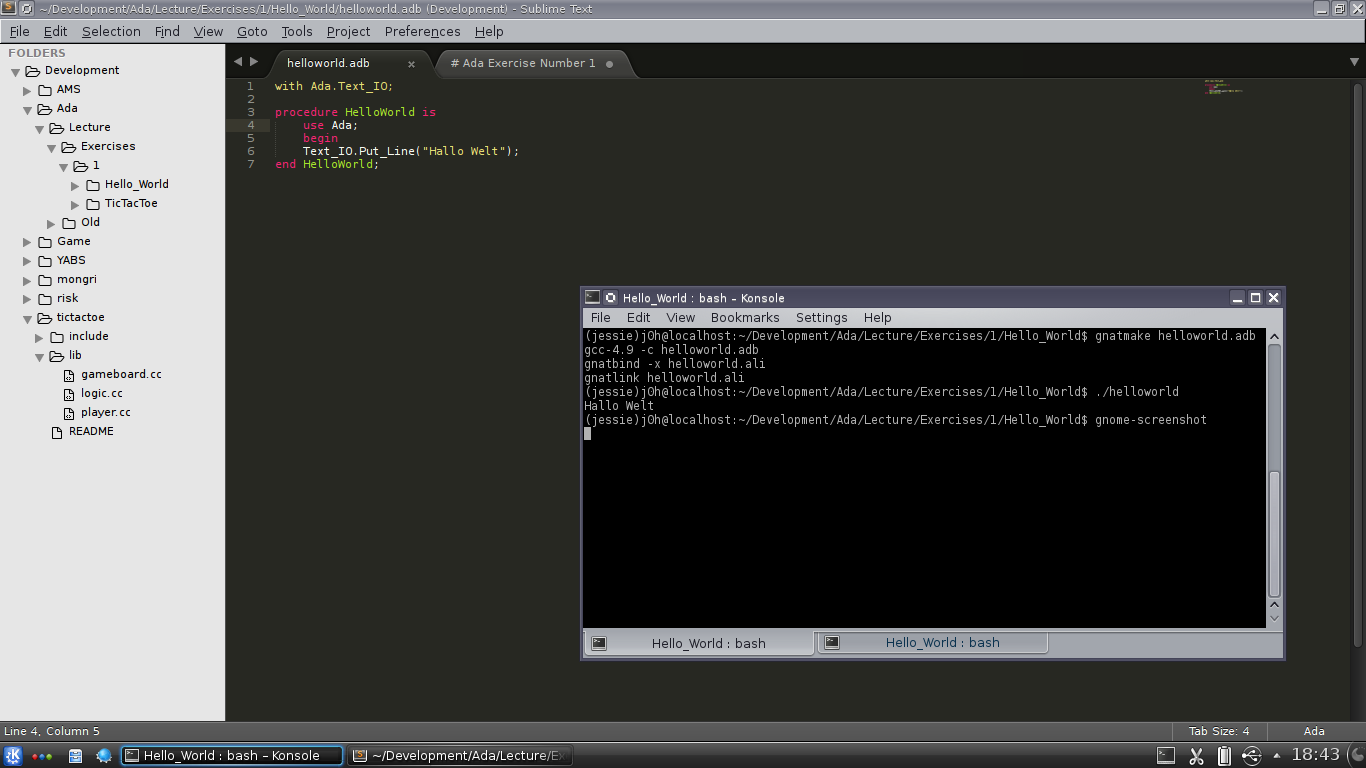 ~/Development/Ada/Lecture/Exercises/1/Hello_World/helloworld.adb (Development) - Sublime Text
File Edit Selection Find View Goto Tools Project Preferences Help
FOLDERS
Development
AMS
Ada
Lecture
Exercises
1
Hello_World
TicTacToe
Old
Game
YABS
mongri
risk
tictactoe
include
lib
gameboard.cc
logic.cc
player.cc
README
helloworld.adb × # Ada Exercise Number 1
1 with Ada.Text_IO;
2
3 procedure HelloWorld is
4 use Ada;
5 begin
6 Text_IO.Put_Line("Hallo Welt");
7 end HelloWorld;
Hello_World : bash – Konsole
File Edit View Bookmarks Settings Help
(jessie)j0h@localhost:~/Development/Ada/Lecture/Exercises/1/Hello_World$ gnatmake helloworld.adb
gcc-4.9 -c helloworld.adb
gnatbind -x helloworld.ali
gnatlink helloworld.ali
(jessie)j0h@localhost:~/Development/Ada/Lecture/Exercises/1/Hello_World$ ./helloworld
Hallo Welt
(jessie)j0h@localhost:~/Development/Ada/Lecture/Exercises/1/Hello_World$ gnome-screenshot
Hello_World : bash Hello_World : bash
Line 4, Column 5 Tab Size: 4 Ada
Hello_World : bash – Konsole ~/Development/Ada/Lecture/Ex 18:43